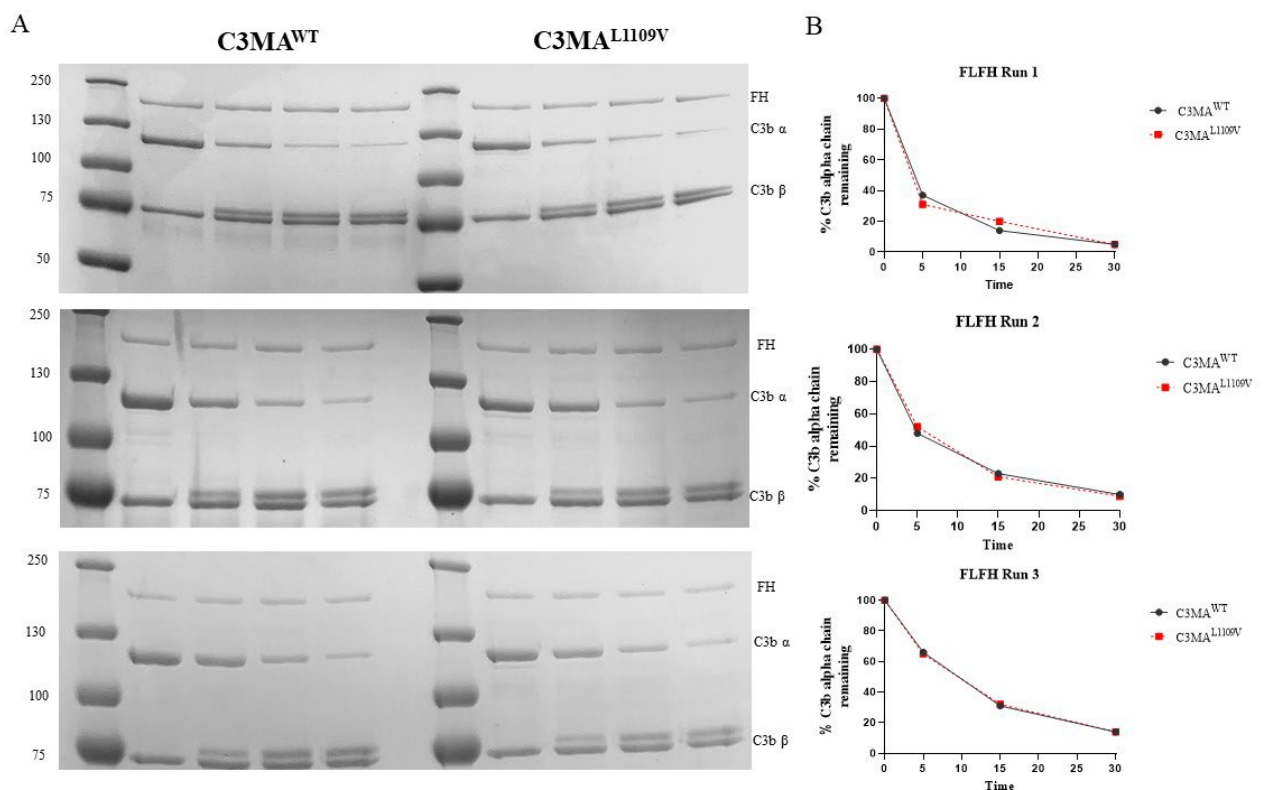 A
C3MA^WT
C3MA^L1109V
250
130
100
75
50
FH
C3b α
C3b β
250
130
100
75
FH
C3b α
C3b β
250
130
100
75
FH
C3b α
C3b β
B
FLFH Run 1
% C3b alpha chain
remaining
100
80
60
40
20
0
0 5 10 15 20 25 30
Time
C3MA^WT
C3MA^L1109V
FLFH Run 2
% C3b alpha chain
remaining
100
80
60
40
20
0
0 5 10 15 20 25 30
Time
C3MA^WT
C3MA^L1109V
FLFH Run 3
% C3b alpha chain
remaining
100
80
60
40
20
0
0 5 10 15 20 25 30
Time
C3MA^WT
C3MA^L1109V